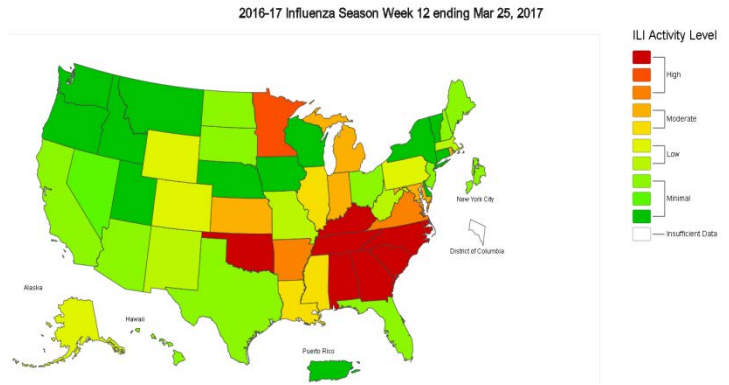 2016-17 Influenza Season Week 12 ending Mar 25, 2017
ILI Activity Level
High
Moderate
Low
Minimal
Insufficient Data
New York City
District of Columbia
Alaska
Hawaii
Puerto Rico